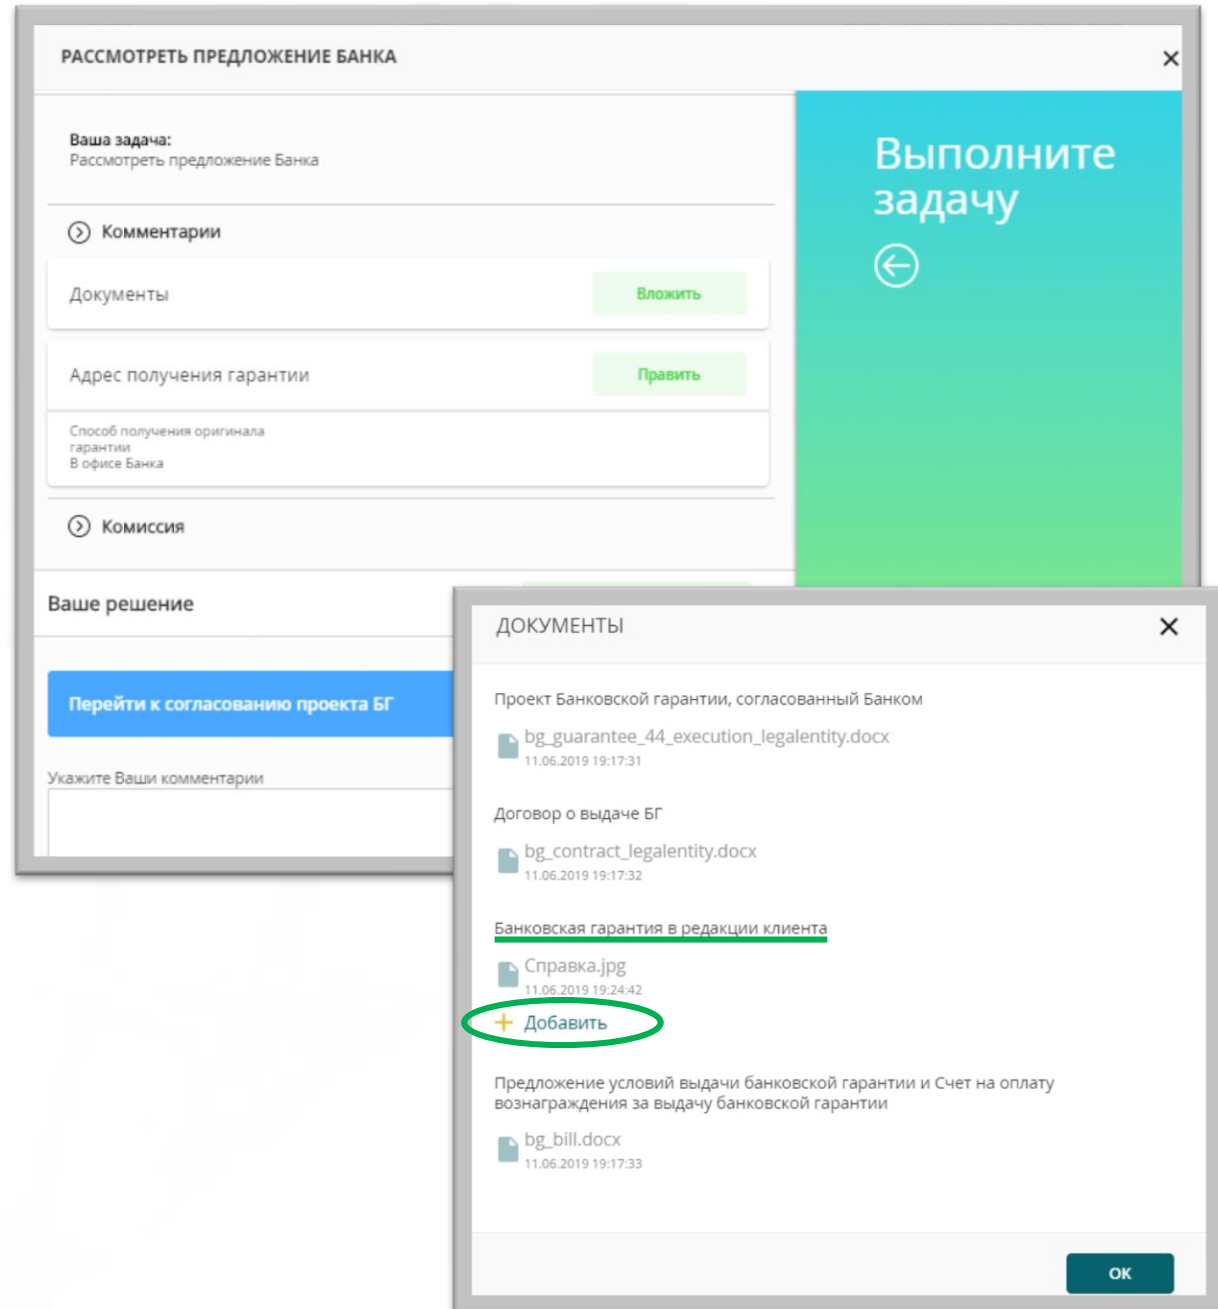 РАССМОТРЕТЬ ПРЕДЛОЖЕНИЕ БАНКА
Ваша задача:
Рассмотреть предложение Банка
Комментарии
Документы
Вложить
Адрес получения гарантии
Править
Способ получения оригинала
гарантии
В офисе Банка
Комиссия
Ваше решение
Перейти к согласованию проекта БГ
Укажите Ваши комментарии
Выполните
задачу
ДОКУМЕНТЫ
Проект Банковской гарантии, согласованный Банком
bg_guarantee_44_execution_legalentity.docx
11.06.2019 19:17:31
Договор о выдаче БГ
bg_contract_legalentity.docx
11.06.2019 19:17:32
Банковская гарантия в редакции клиента
Справка.jpg
11.06.2019 19:24:42
+ Добавить
Предложение условий выдачи банковской гарантии и Счет на оплату
вознаграждения за выдачу банковской гарантии
bg_bill.docx
11.06.2019 19:17:33
ОК